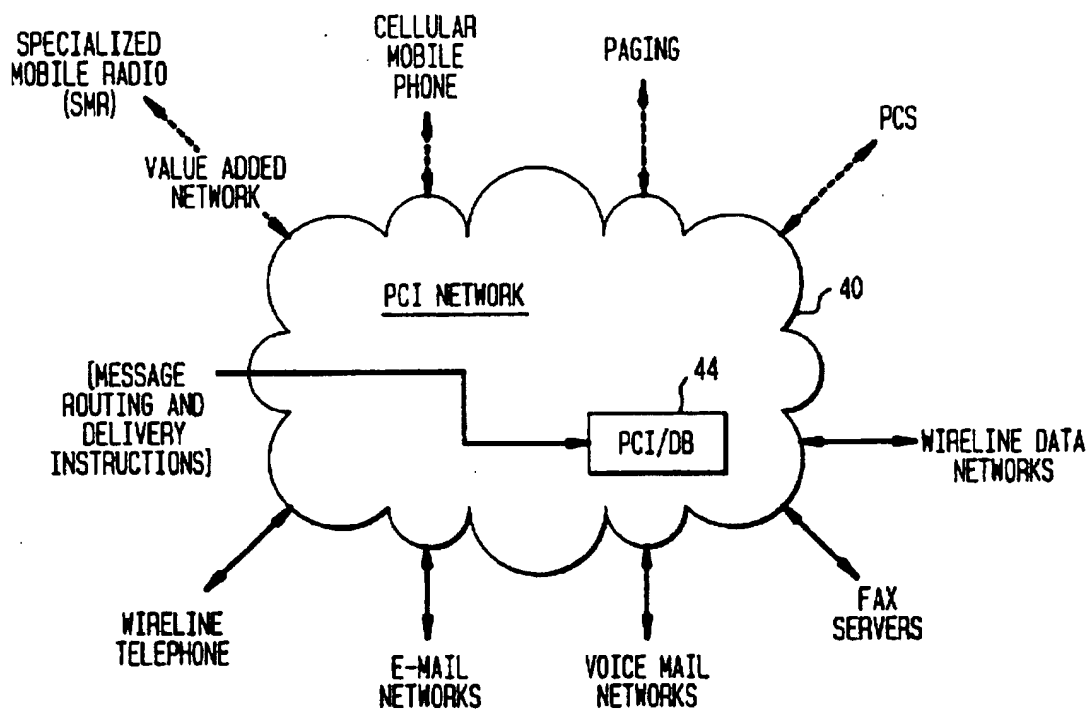 SPECIALIZED
MOBILE RADIO
(SMR)
CELLULAR
MOBILE
PHONE
PAGING
PCS
VALUE ADDED
NETWORK
PCI NETWORK
40
[MESSAGE
ROUTING AND
DELIVERY
INSTRUCTIONS]
44
PCI/DB
WIRELINE DATA
NETWORKS
FAX
SERVERS
WIRELINE
TELEPHONE
E-MAIL
NETWORKS
VOICE MAIL
NETWORKS